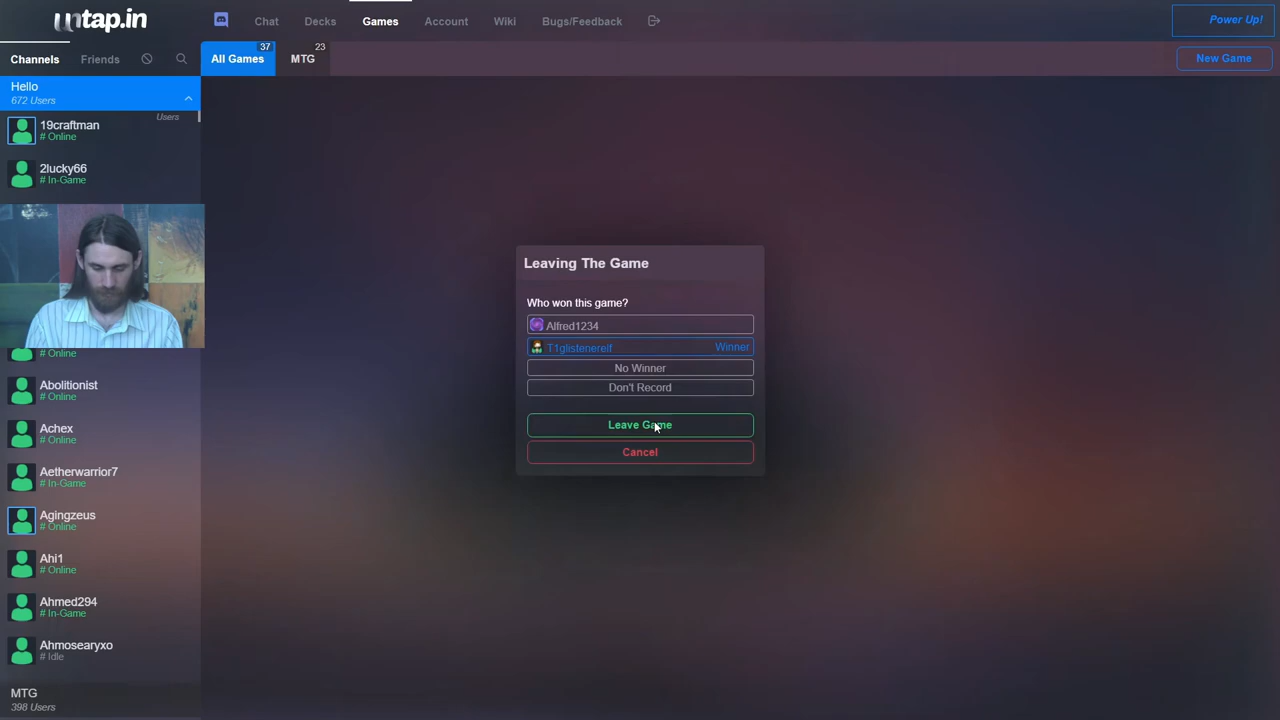 untap.in
Chat
Decks
Games
Account
Wiki
Bugs/Feedback
Power Up!
Channels
Friends
All Games
37
MTG
23
New Game
Hello
672 Users
Users
19craftman
# Online
2lucky66
# In-Game
# Online
Abolitionist
# Online
Achex
# Online
Aetherwarrior7
# In-Game
Agingzeus
# Online
Ahi1
# Online
Ahmed294
# In-Game
Ahmosearyxo
# Idle
MTG
398 Users
Leaving The Game
Who won this game?
Alfred1234
T1glistenerelf Winner
No Winner
Don't Record
Leave Game
Cancel